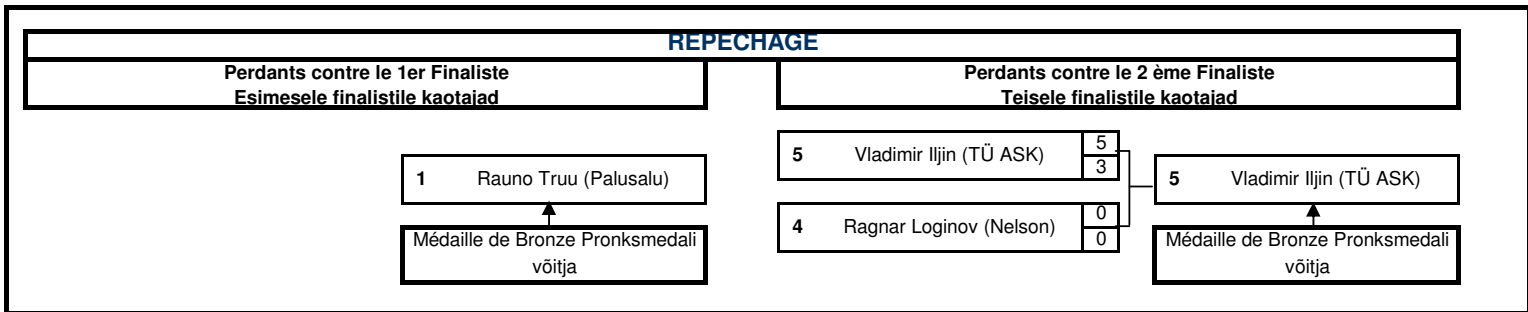 REPECHAGE
Perdants contre le 1er Finaliste
Esimesele finalistile kaotajad
Perdants contre le 2 ème Finaliste
Teisele finalistile kaotajad
1 Rauno Truu (Palusalu)
Médaille de Bronze Pronksmedali
võitja
5 Vladimir Iljin (TÜ ASK) 5
3
4 Ragnar Loginov (Nelson) 0
0
5 Vladimir Iljin (TÜ ASK)
Médaille de Bronze Pronksmedali
võitja